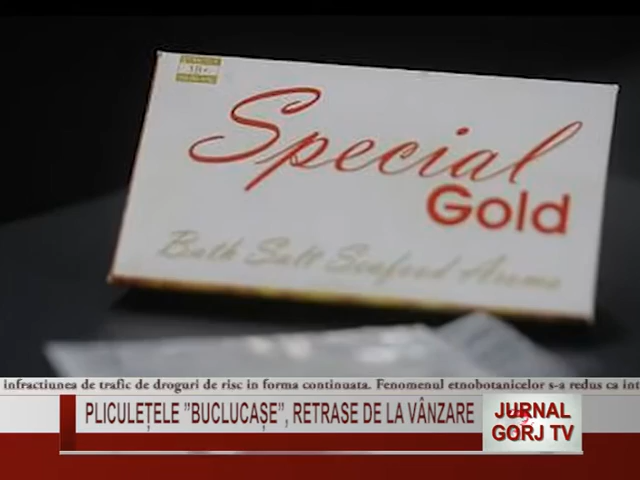 18+
Special
Gold
Bath Salt Seafood Aroma
infractiunea de trafic de droguri de risc in forma continuata. Fenomenul etnobotanicelor s-a redus ca int
PLICULEȚELE ”BUCLUCAȘE”, RETRASE DE LA VÂNZARE
JURNAL
GORJ TV